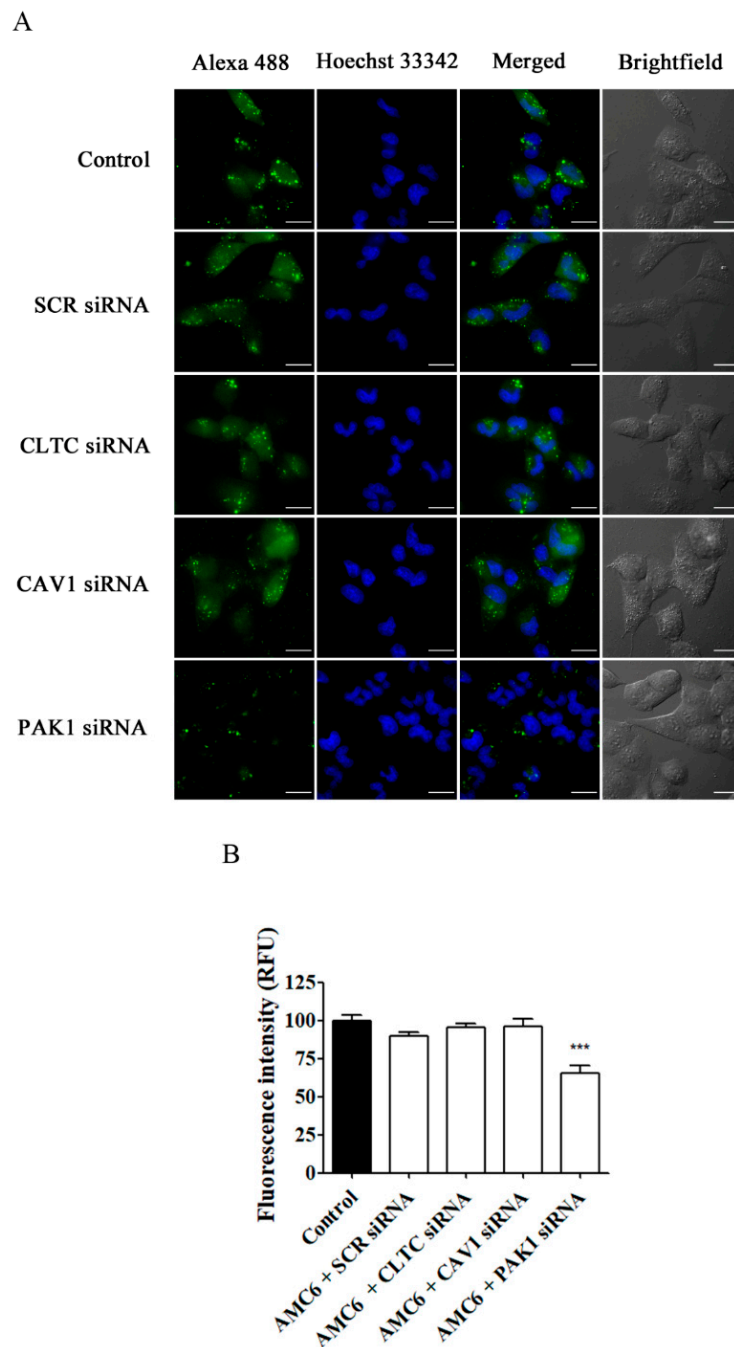 A
Alexa 488 Hoechst 33342 Merged Brightfield
Control
SCR siRNA
CLTC siRNA
CAV1 siRNA
PAK1 siRNA
B
Fluorescence intensity (RFU)
125
100
75
50
25
0
***
Control
AMC6 + SCR siRNA
AMC6 + CLTC siRNA
AMC6 + CAV1 siRNA
AMC6 + PAK1 siRNA